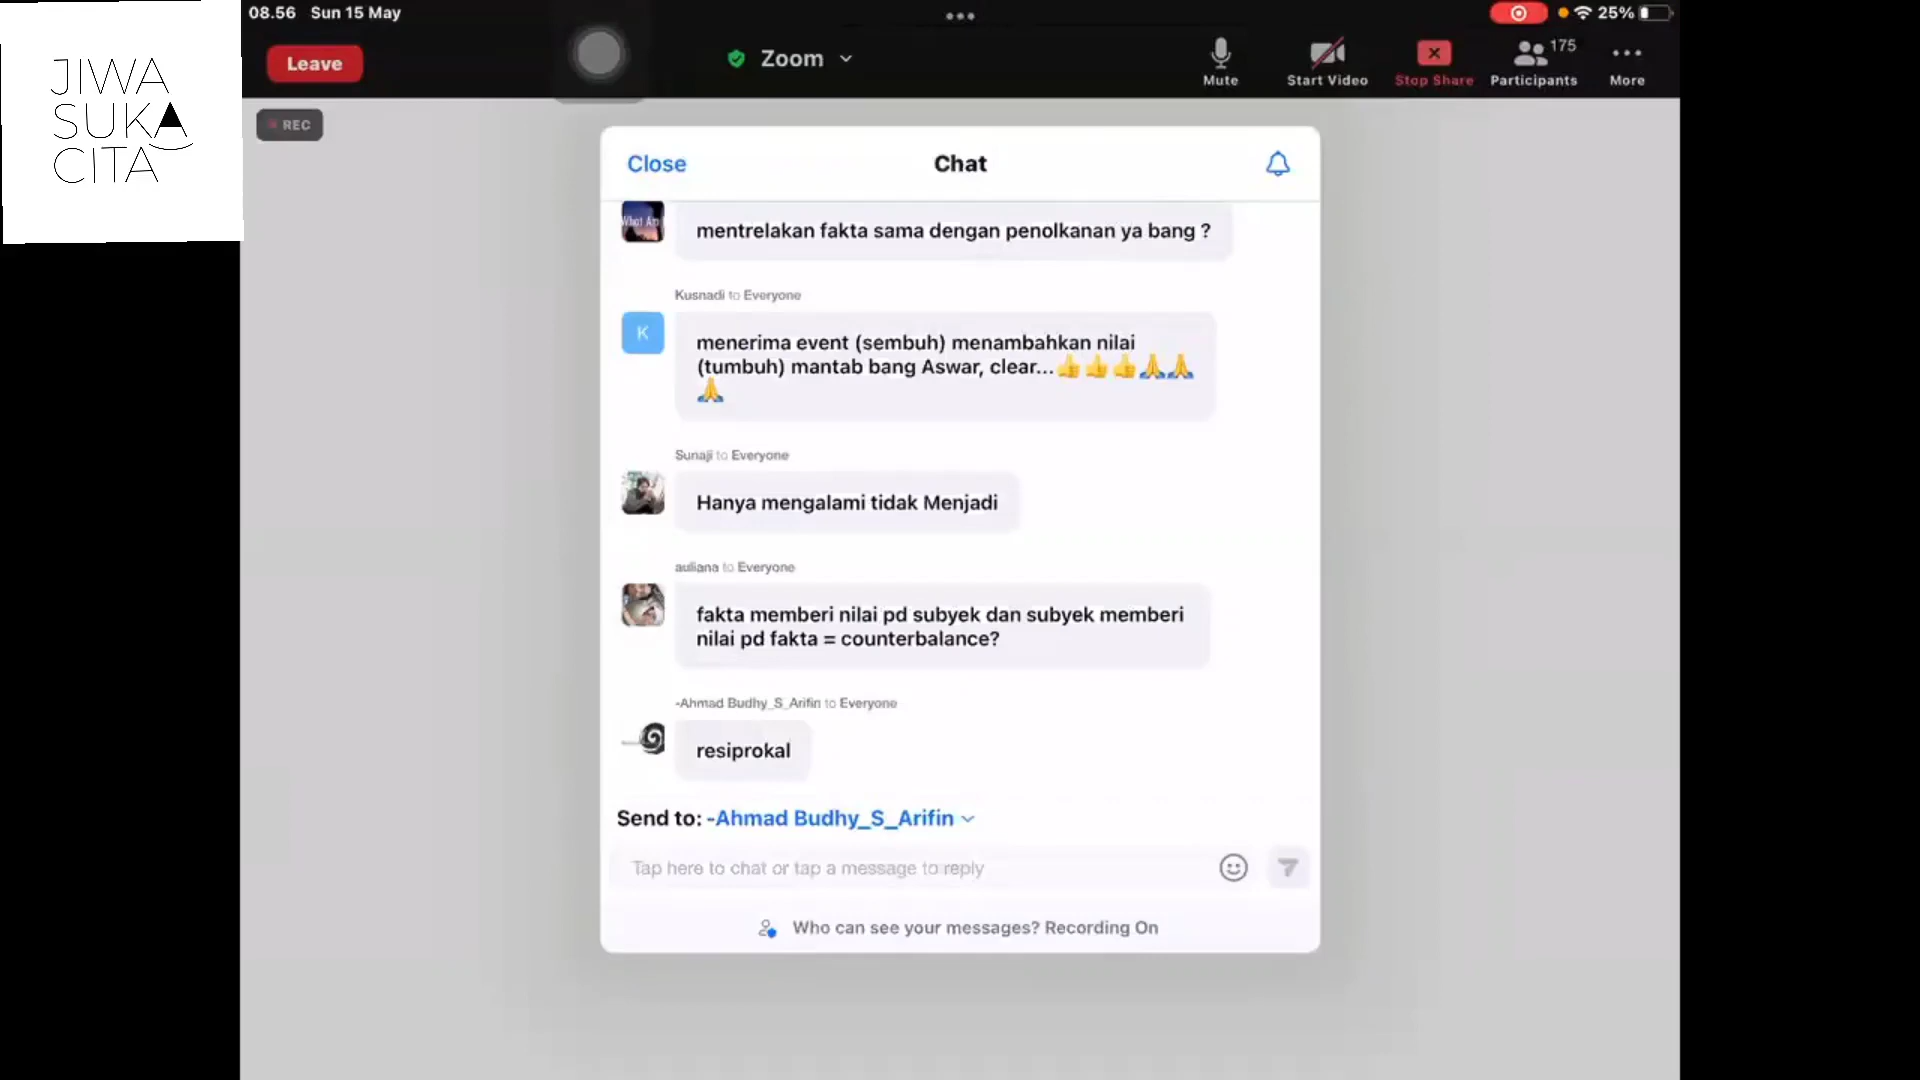 08.56 Sun 15 May
25%
JIWA
SUKA
CITA
Leave
Zoom
Mute
Start Video
Stop Share
175
Participants
More
REC
Close
Chat
What Am
mentrelakan fakta sama dengan penolkanan ya bang ?
Kusnadi to Everyone
K
menerima event (sembuh) menambahkan nilai
(tumbuh) mantab bang Aswar, clear...👍👍👍🙏🙏
🙏
Sunaji to Everyone
Hanya mengalami tidak Menjadi
auliana to Everyone
fakta memberi nilai pd subyek dan subyek memberi
nilai pd fakta = counterbalance?
-Ahmad Budhy_S_Arifin to Everyone
resiprokal
Send to: -Ahmad Budhy_S_Arifin
Tap here to chat or tap a message to reply
Who can see your messages? Recording On